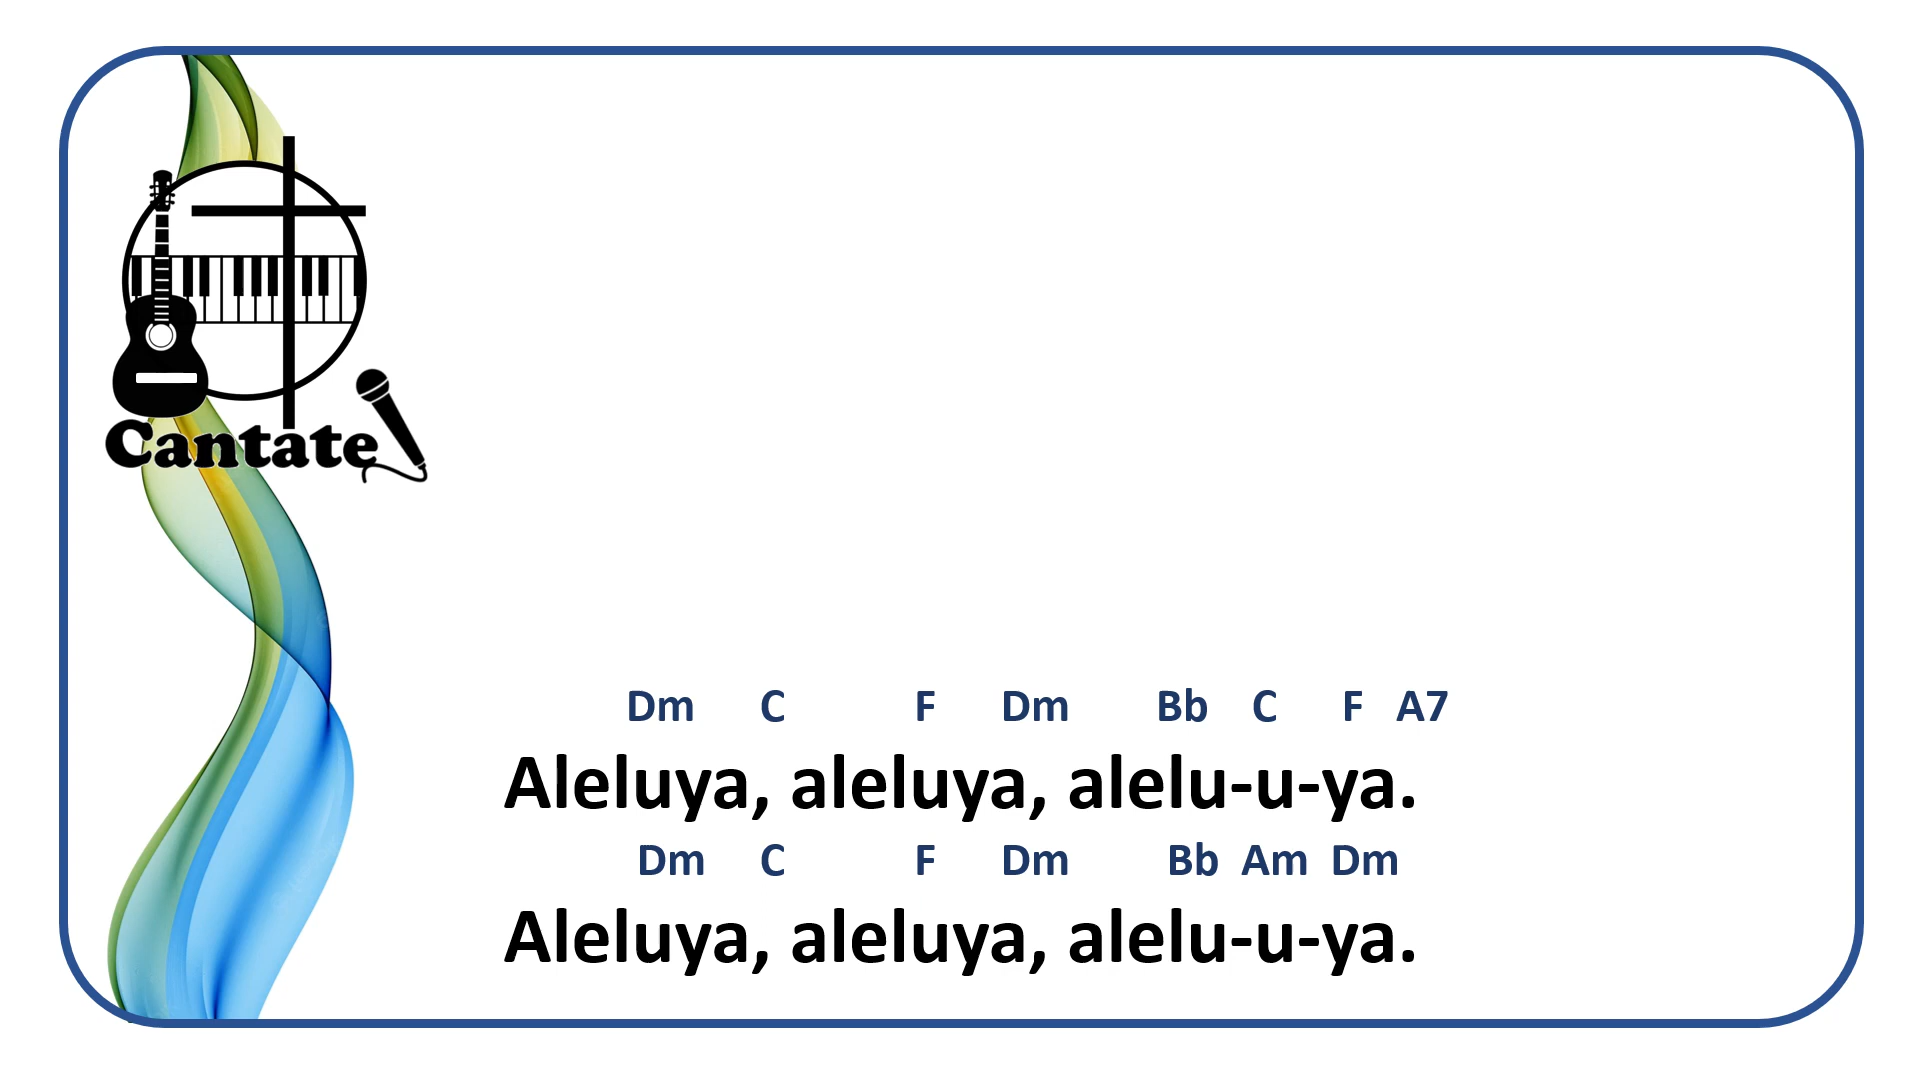 Cantate
Dm C F Dm Bb C F A7
Aleluya, aleluya, alelu-u-ya.
Dm C F Dm Bb Am Dm
Aleluya, aleluya, alelu-u-ya.